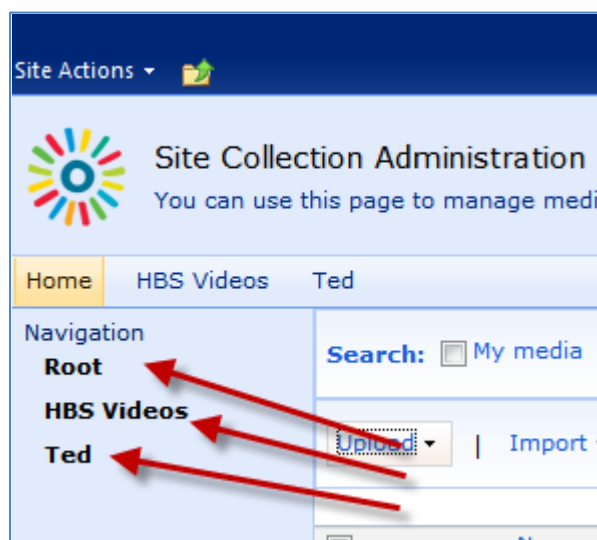 Site Actions
Site Collection Administration
You can use this page to manage medi
Home HBS Videos Ted
Navigation
Root
HBS Videos
Ted
Search: My media
Upload | Import